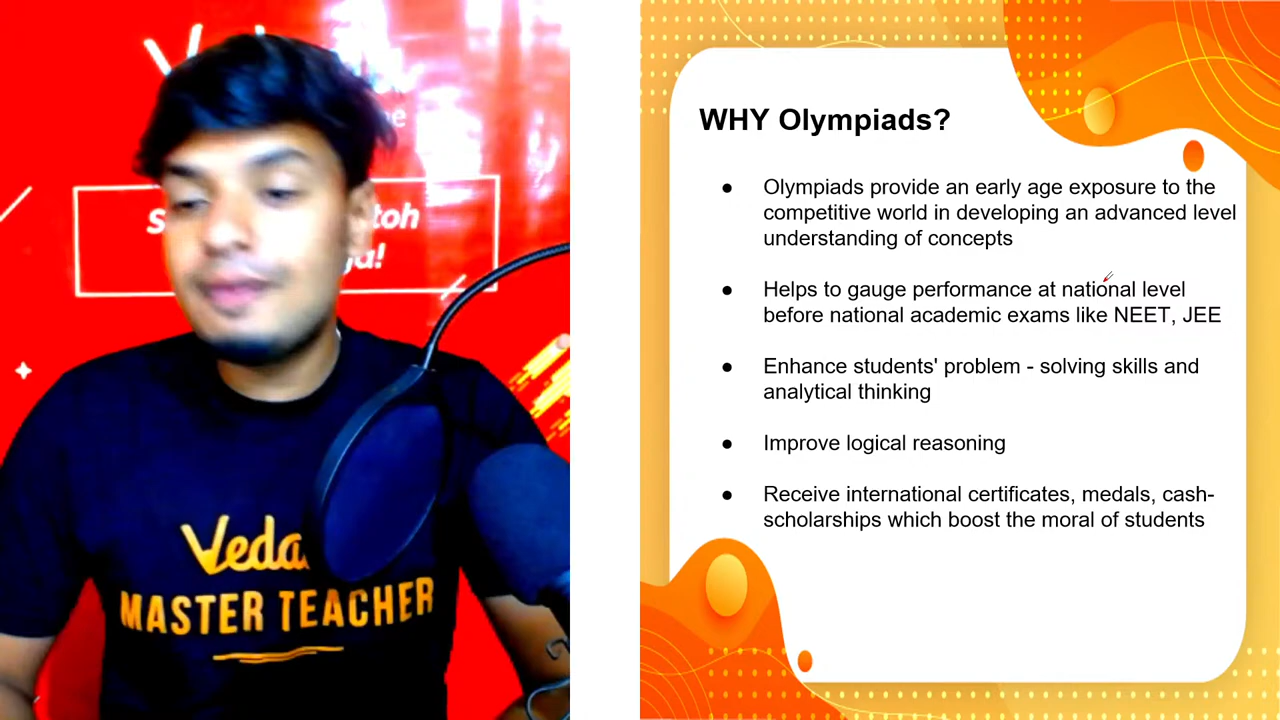 WHY Olympiads?
● Olympiads provide an early age exposure to the
competitive world in developing an advanced level
understanding of concepts
● Helps to gauge performance at national level
before national academic exams like NEET, JEE
● Enhance students' problem - solving skills and
analytical thinking
● Improve logical reasoning
● Receive international certificates, medals, cash-
scholarships which boost the moral of students
toh
MASTER TEACHER